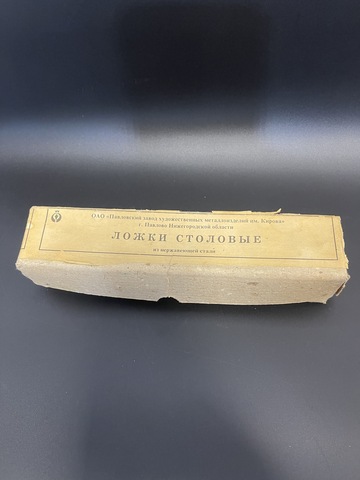 ОАО «Павловский завод художественных металлоизделий им. Кирова»
г. Павлово Нижегородской области
ЛОЖКИ СТОЛОВЫЕ
из нержавеющей стали